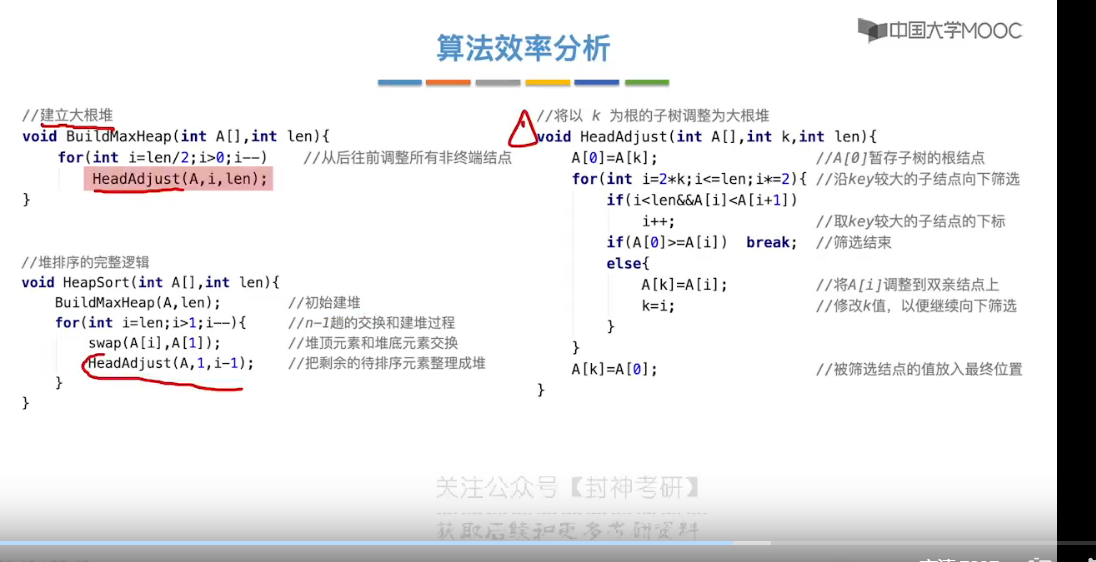 中国大学MOOC
算法效率分析
//建立大根堆
void BuildMaxHeap(int A[],int len){
for(int i=len/2;i>0;i--) //从后往前调整所有非终端结点
HeadAdjust(A,i,len);
}
//堆排序的完整逻辑
void HeapSort(int A[],int len){
BuildMaxHeap(A,len); //初始建堆
for(int i=len;i>1;i--){ //n-1趟的交换和建堆过程
swap(A[i],A[1]); //堆顶元素和堆底元素交换
HeadAdjust(A,1,i-1); //把剩余的待排序元素整理成堆
}
}
//将以 k 为根的子树调整为大根堆
void HeadAdjust(int A[],int k,int len){
A[0]=A[k]; //A[0]暂存子树的根结点
for(int i=2*k;i<=len;i*=2){ //沿key较大的子结点向下筛选
if(i<len&&A[i]<A[i+1])
i++; //取key较大的子结点的下标
if(A[0]>=A[i]) break; //筛选结束
else{
A[k]=A[i]; //将A[i]调整到双亲结点上
k=i; //修改k值，以便继续向下筛选
}
}
A[k]=A[0]; //被筛选结点的值放入最终位置
}
关注公众号【封神考研】
获取后续和更多考研资料